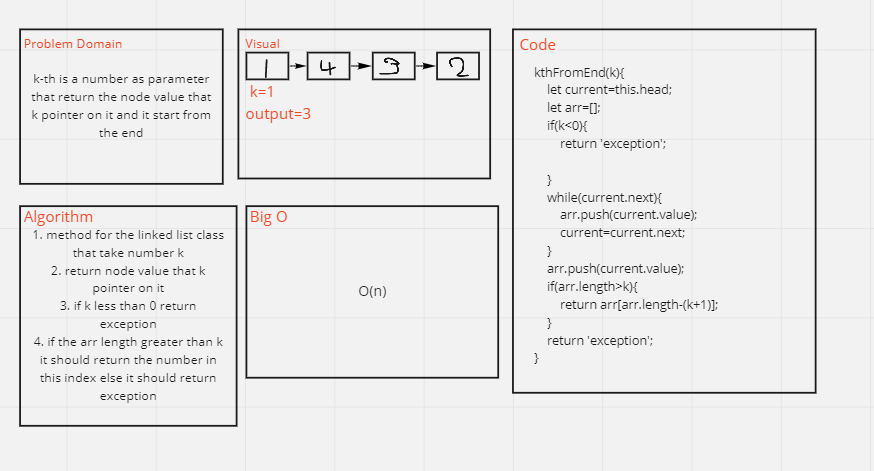 Problem Domain
k-th is a number as parameter
that return the node value that
k pointer on it and it start from
the end
Visual
1 4 3 2
k=1
output=3
Algorithm
1. method for the linked list class
that take number k
2. return node value that k
pointer on it
3. if k less than 0 return
exception
4. if the arr length greater than k
it should return the number in
this index else it should return
exception
Big O
O(n)
Code
kthFromEnd(k){
let current=this.head;
let arr=[];
if(k<0){
return 'exception';
}
while(current.next){
arr.push(current.value);
current=current.next;
}
arr.push(current.value);
if(arr.length>k){
return arr[arr.length-(k+1)];
}
return 'exception';
}